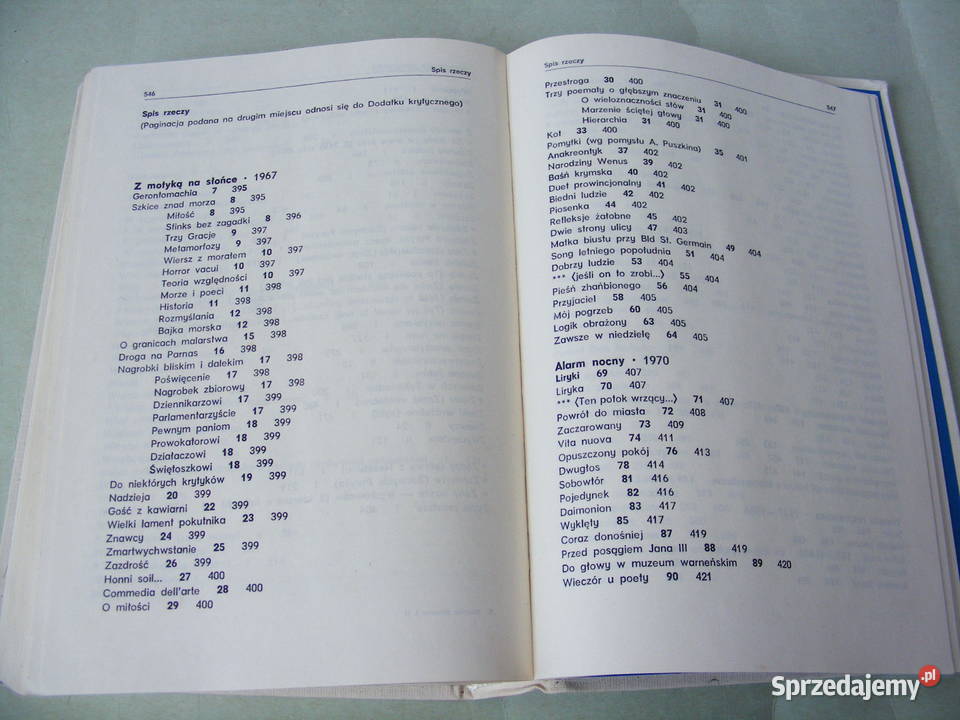 546
Spis rzeczy
Spis rzeczy
(Paginacja podana na drugim miejscu odnosi się do Dodatku krytycznego)
Z motyką na słońce · 1967
Gerontomachia 7 395
Szkice znad morza 8 395
Miłość 8 395
Sfinks bez zagadki 8 396
Trzy Gracje 9 397
Metamorfozy 9 397
Wiersz z morałem 10 397
Horror vacui 10 397
Teoria względności 10 397
Morze i poeci 11 398
Historia 11 398
Rozmyślania 12 398
Bajka morska 12 398
O granicach malarstwa 15 398
Droga na Parnas 16 398
Nagrobki bliskim i dalekim 17 398
Poświęcenie 17 398
Nagrobek zbiorowy 17 398
Dziennikarzowi 17 399
Parlamentarzyście 17 399
Pewnym paniom 18 399
Prowokatorowi 18 399
Działaczowi 18 399
Świętoszkowi 18 399
Do niektórych krytyków 19 399
Nadzieja 20 399
Gość z kawiarni 22 399
Wielki lament pokutnika 23 399
Znawcy 24 399
Zmartwychwstanie 25 399
Zazdrość 26 399
Honni soit... 27 400
Commedia dell'arte 28 400
O miłości 29 400
Spis rzeczy
547
Przestroga 30 400
Trzy poematy o głębszym znaczeniu 31 400
O wieloznaczności słów 31 400
Marzenie ściętej głowy 31 400
Hierarchia 31 400
Kot 33 400
Pomyłki (wg pomysłu A. Puszkina) 35 401
Anakreontyk 37 402
Narodziny Wenus 39 402
Baśń krymska 40 402
Duet prowincjonalny 41 402
Biedni ludzie 42 402
Piosenka 44 402
Refleksje żałobne 45 402
Dwie strony ulicy 47 403
Matka biustu przy Bld St. Germain 49 404
Song letniego popołudnia 51 404
Dobrzy ludzie 53 404
*** ⟨jeśli on to zrobi...⟩ 55 404
Pieśń zhańbionego 56 404
Przyjaciel 58 405
Mój pogrzeb 60 405
Logik obrażony 63 405
Zawsze w niedzielę 64 405
Alarm nocny · 1970
Liryki 69 407
Liryka 70 407
*** ⟨Ten potok wrzący...⟩ 71 407
Powrót do miasta 72 408
Zaczarowany 73 409
Vita nuova 74 411
Opuszczony pokój 76 413
Dwugłos 78 414
Sobowtór 81 416
Pojedynek 82 416
Daimonion 83 417
Wyklęty 85 417
Coraz donośniej 87 419
Przed posągiem Jana III 88 419
Do głowy w muzeum warneńskim 89 420
Wieczór u poety 90 421
Sprzedajemy.pl